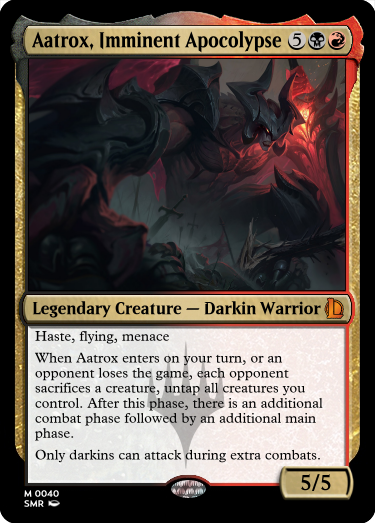 Aatrox, Imminent Apocolypse 5
Legendary Creature — Darkin Warrior
Haste, flying, menace
When Aatrox enters on your turn, or an
opponent loses the game, each opponent
sacrifices a creature, untap all creatures you
control. After this phase, there is an additional
combat phase followed by an additional main
phase.
Only darkins can attack during extra combats.
5/5
M 0040
SMR